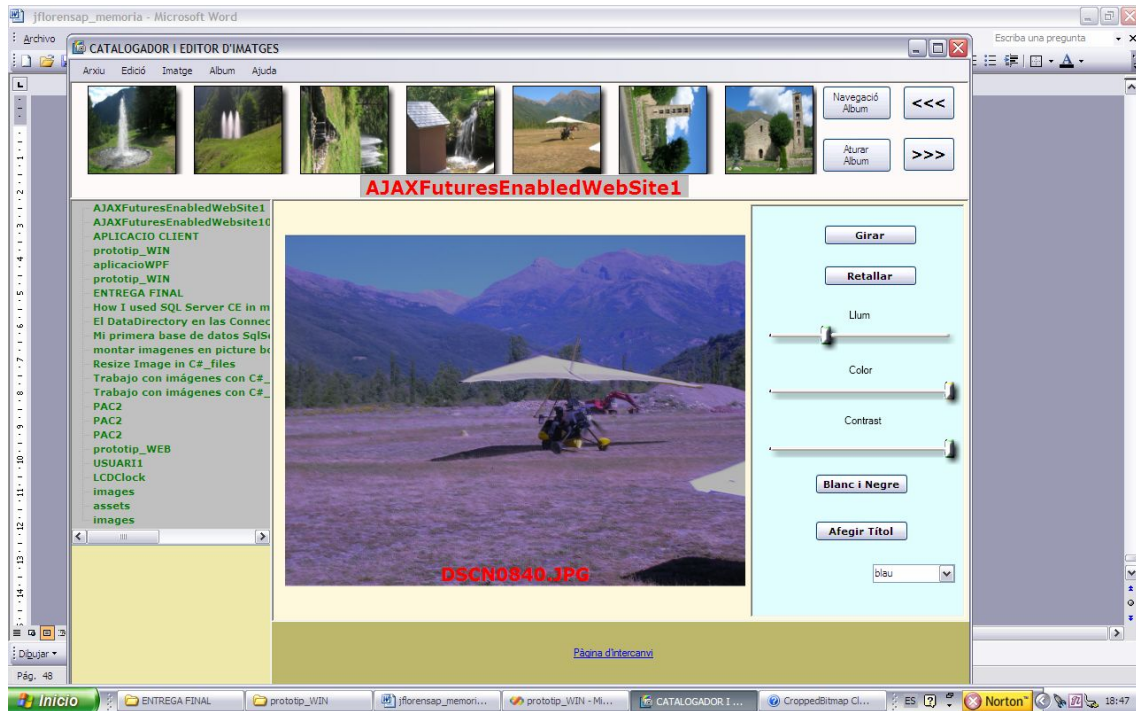 jflorensap_memoria - Microsoft Word
Archivo
Escriba una pregunta
CATALOGADOR I EDITOR D'IMATGES
Arxiu Edició Imatge Album Ajuda
Navegació Album
<<<
Aturar Album
>>>
AJAXFuturesEnabledWebSite1
AJAXFuturesEnabledWebSite1
AJAXFuturesEnabledWebsite10
APLICACIO CLIENT
prototip_WIN
aplicacioWPF
prototip_WIN
ENTREGA FINAL
How I used SQL Server CE in m
El DataDirectory en las Connec
Mi primera base de datos SqlSe
montar imagenes en picture bo
Resize Image in C#_files
Trabajo con imágenes con C#_
Trabajo con imágenes con C#_
PAC2
PAC2
PAC2
prototip_WEB
USUARI1
LCDClock
images
assets
images
DSCN0840.JPG
Girar
Retallar
Llum
Color
Contrast
Blanc i Negre
Afegir Títol
blau
Pàgina d'intercanvi
Dibujar
Pág. 48
Inicio
ENTREGA FINAL
prototip_WIN
jflorensap_memori...
prototip_WIN - Mi...
CATALOGADOR I ...
CroppedBitmap Cl...
ES
Norton™
18:47